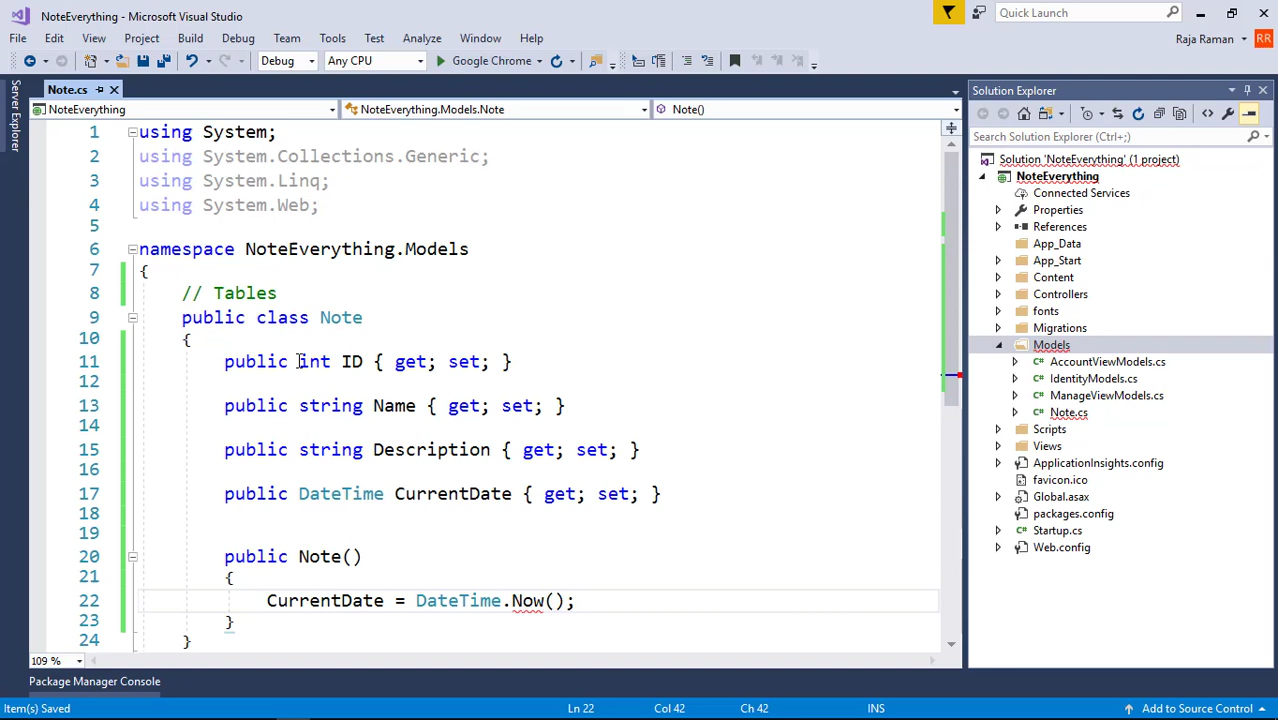 NoteEverything - Microsoft Visual Studio
Quick Launch
File Edit View Project Build Debug Team Tools Test Analyze Window Help
Raja Raman RR
Debug Any CPU Google Chrome
Server Explorer
Note.cs
NoteEverything NoteEverything.Models.Note Note()
1 using System;
2 using System.Collections.Generic;
3 using System.Linq;
4 using System.Web;
5
6 namespace NoteEverything.Models
7 {
8 // Tables
9 public class Note
10 {
11 public int ID { get; set; }
12
13 public string Name { get; set; }
14
15 public string Description { get; set; }
16
17 public DateTime CurrentDate { get; set; }
18
19
20 public Note()
21 {
22 CurrentDate = DateTime.Now();
23 }
24 }
109 %
Package Manager Console
Solution Explorer
Search Solution Explorer (Ctrl+;)
Solution 'NoteEverything' (1 project)
NoteEverything
Connected Services
Properties
References
App_Data
App_Start
Content
Controllers
fonts
Migrations
Models
AccountViewModels.cs
IdentityModels.cs
ManageViewModels.cs
Note.cs
Scripts
Views
ApplicationInsights.config
favicon.ico
Global.asax
packages.config
Startup.cs
Web.config
Item(s) Saved Ln 22 Col 42 Ch 42 INS Add to Source Control